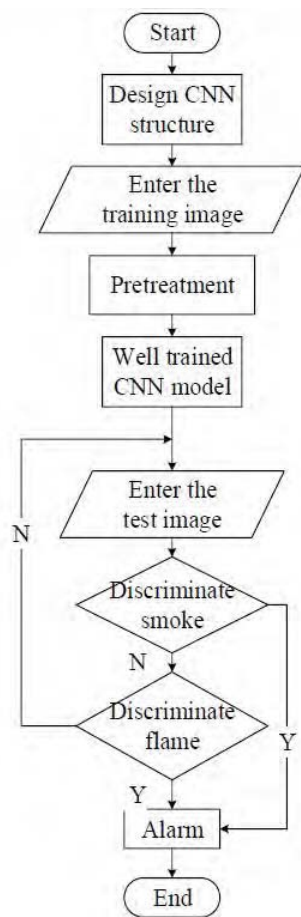 Start
Design CNN
structure
Enter the
training image
Pretreatment
Well trained
CNN model
Enter the
test image
N
Discriminate
smoke
N
Discriminate
flame
Y
Y
Alarm
End